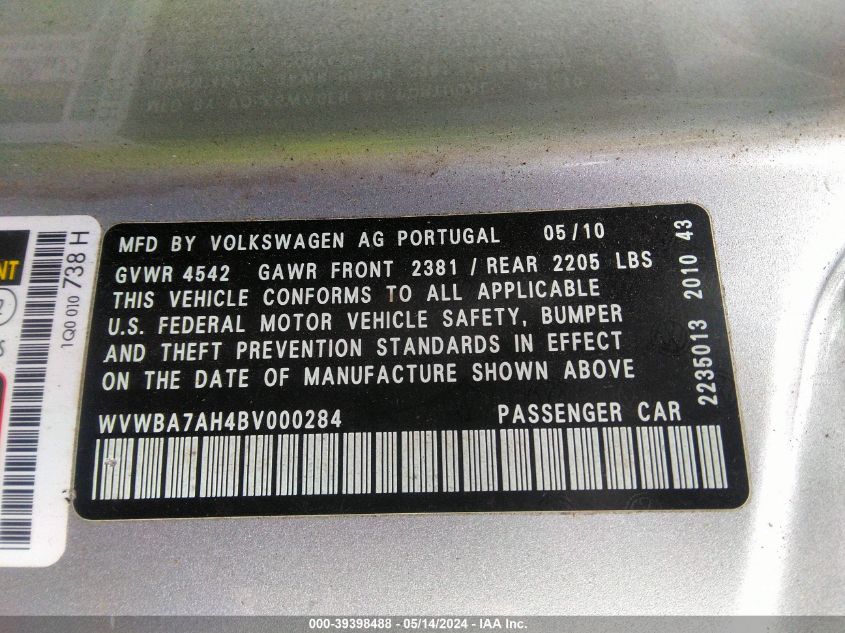 MFD BY VOLKSWAGEN AG PORTUGAL 05/10
GVWR 4542 GAWR FRONT 2381 / REAR 2205 LBS
THIS VEHICLE CONFORMS TO ALL APPLICABLE
U.S. FEDERAL MOTOR VEHICLE SAFETY, BUMPER
AND THEFT PREVENTION STANDARDS IN EFFECT
ON THE DATE OF MANUFACTURE SHOWN ABOVE
WVWBA7AH4BV000284 PASSENGER CAR
2235013 2010 43
1Q0 010 738 H
000-39398488 - 05/14/2024 - IAA Inc.